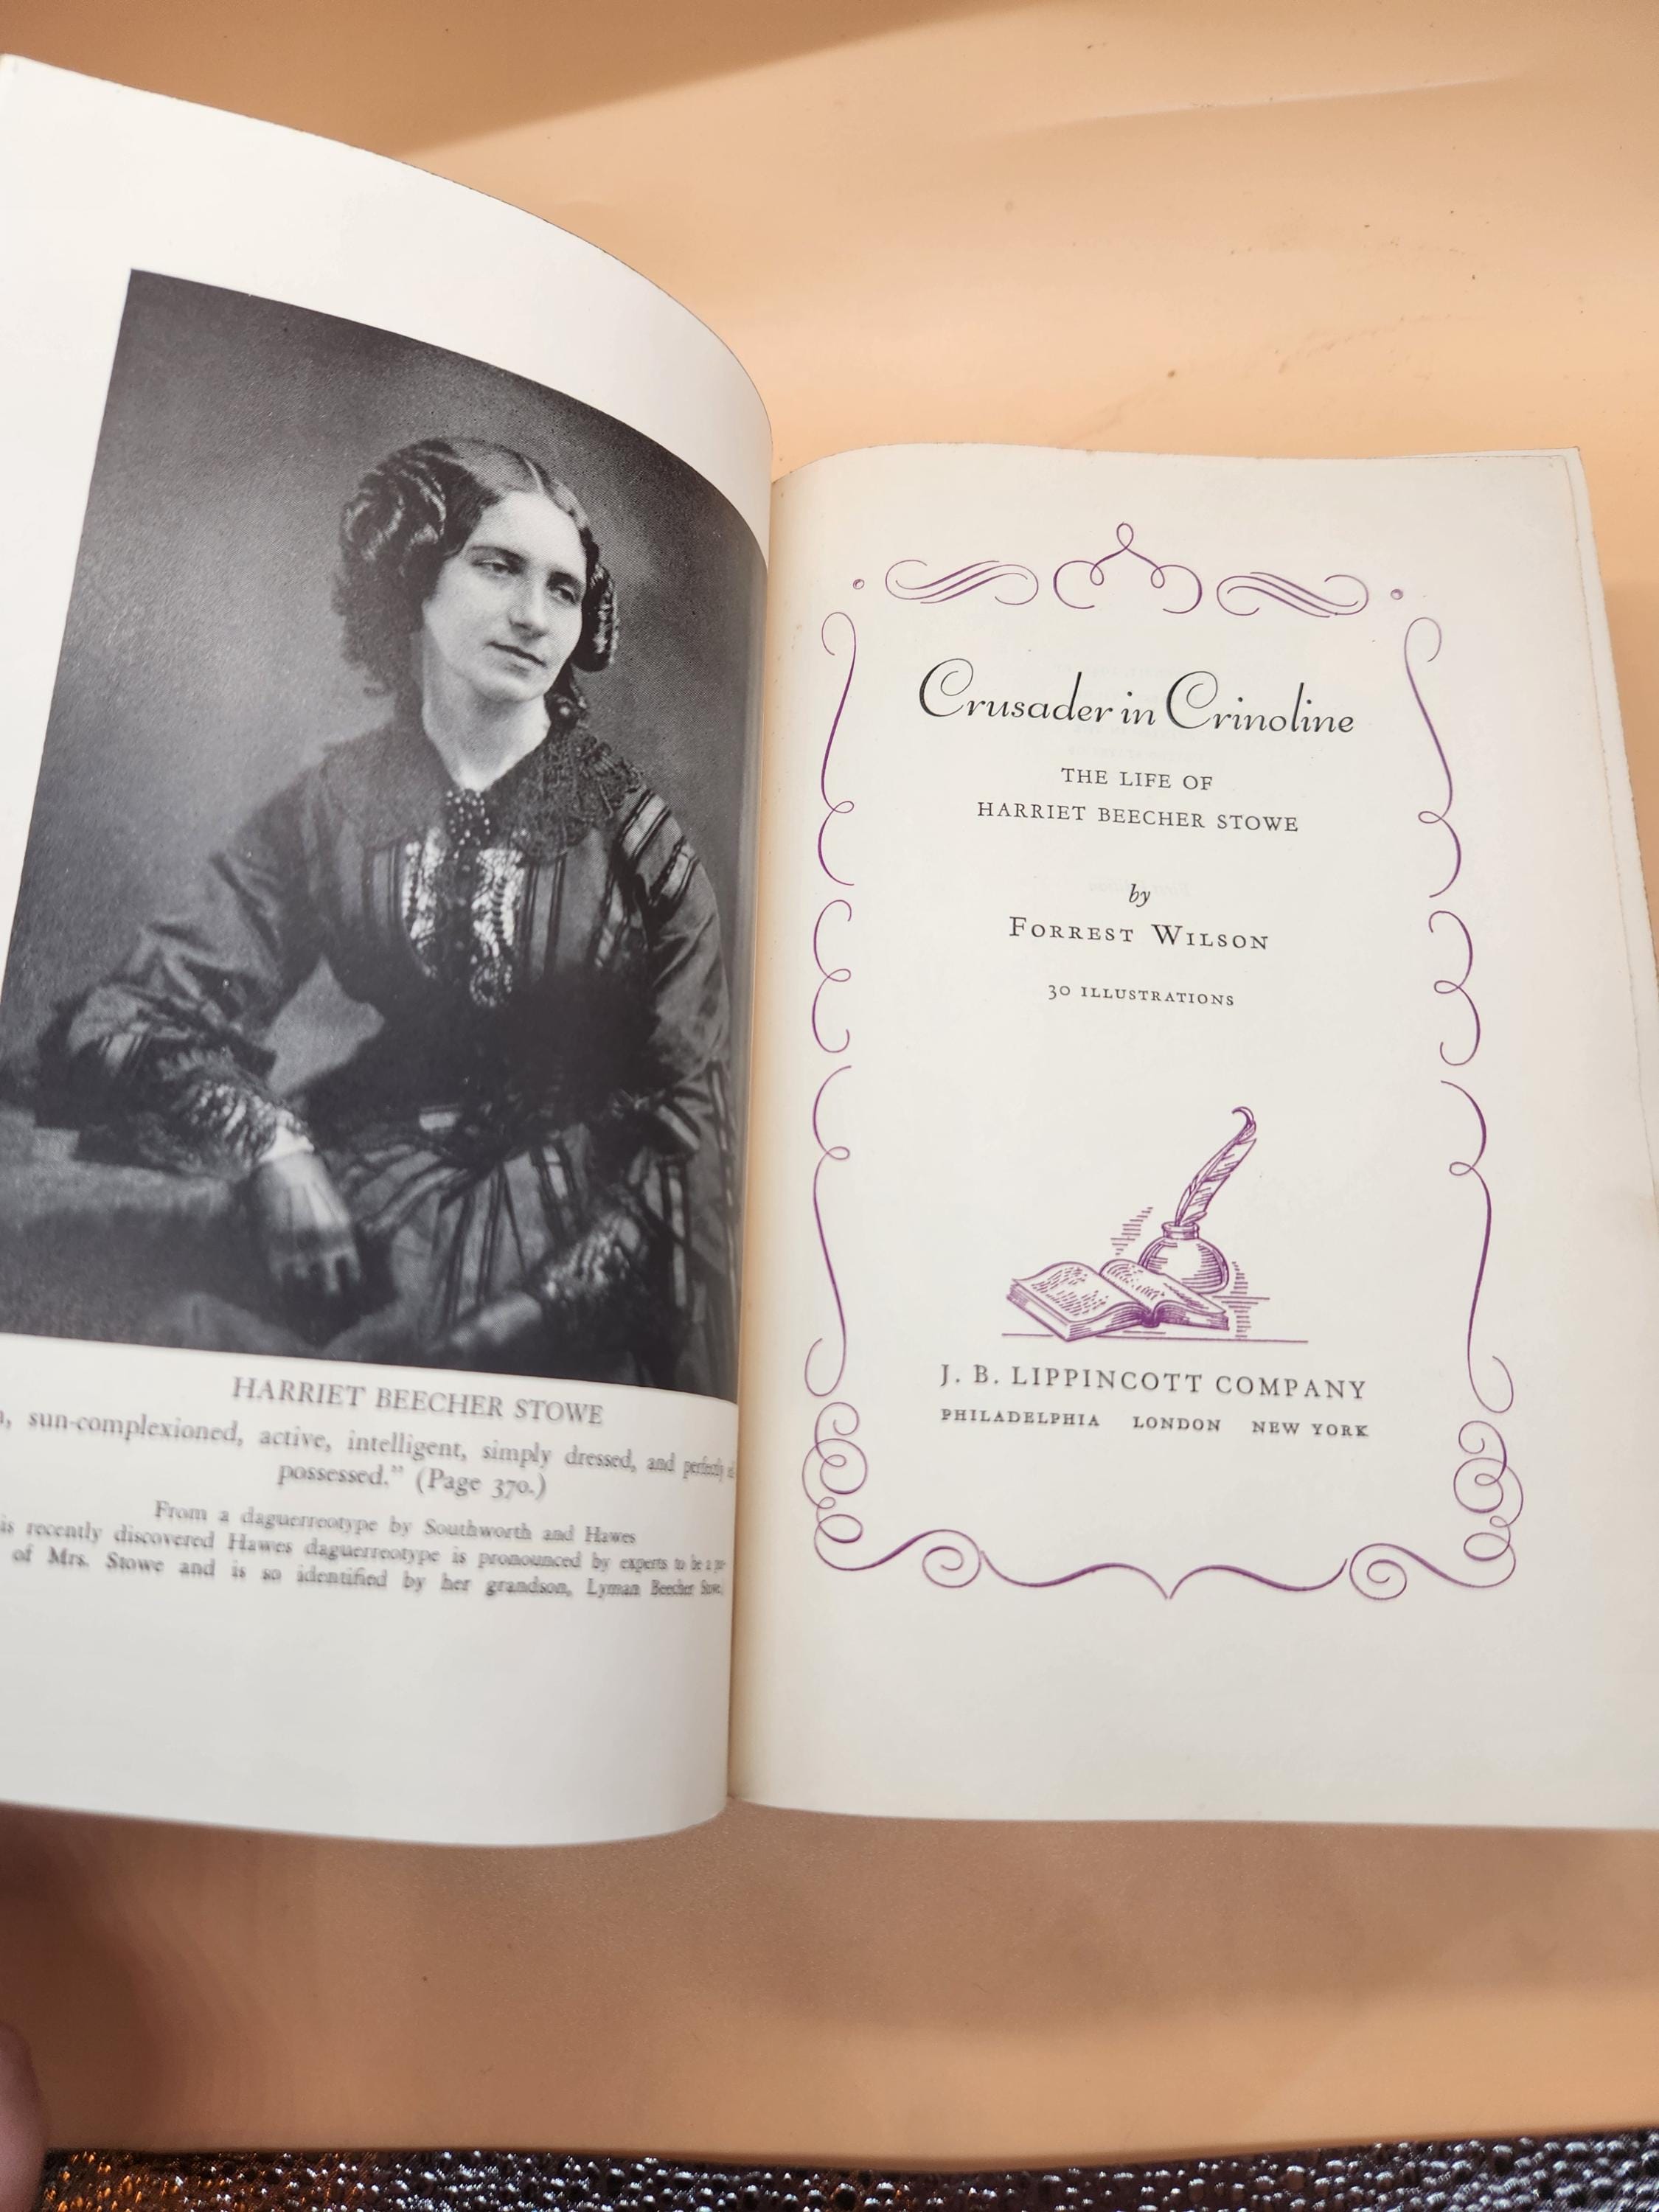 HARRIET BEECHER STOWE
sun-complexioned, active, intelligent, simply dressed, and perfectly
possessed." (Page 370.)
From a daguerreotype by Southworth and Hawes
is recently discovered Hawes daguerreotype is pronounced by experts to be a
of Mrs. Stowe and is so identified by her grandson, Lyman Beecher Stowe.
Crusader in Crinoline
THE LIFE OF
HARRIET BEECHER STOWE
by
FORREST WILSON
30 ILLUSTRATIONS
J. B. LIPPINCOTT COMPANY
PHILADELPHIA LONDON NEW YORK